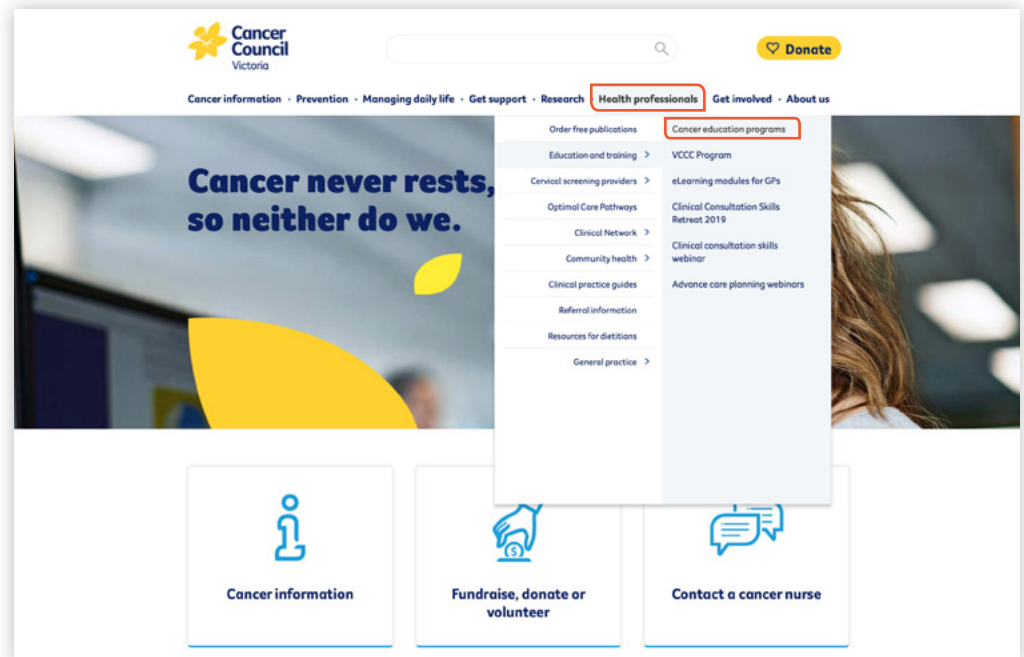 Cancer
Council
Victoria
Donate
Cancer information · Prevention · Managing daily life · Get support · Research · Health professionals Get involved · About us
Cancer never rests,
so neither do we.
Order free publications
Education and training >
Cervical screening providers >
Optimal Care Pathways
Clinical Network >
Community health >
Clinical practice guides
Referral information
Resources for dietitians
General practice >
Cancer education programs
VCCC Program
eLearning modules for GPs
Clinical Consultation Skills
Retreat 2019
Clinical consultation skills
webinar
Advance care planning webinars
Cancer information
Fundraise, donate or
volunteer
Contact a cancer nurse